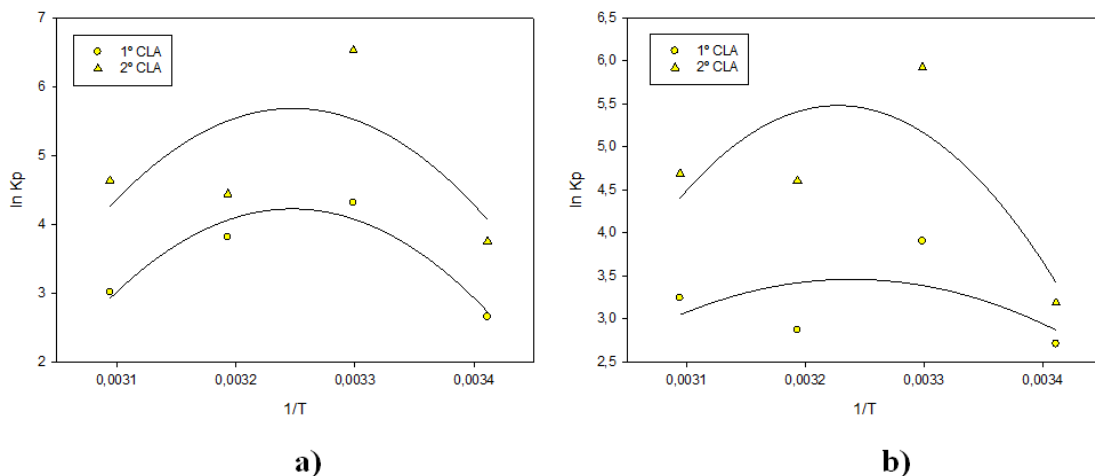 7
6
5
4
3
2
ln Kp
1º CLA
2º CLA
0,0031 0,0032 0,0033 0,0034
1/T
a)
6,5
6,0
5,5
5,0
4,5
4,0
3,5
3,0
2,5
ln Kp
1º CLA
2º CLA
0,0031 0,0032 0,0033 0,0034
1/T
b)